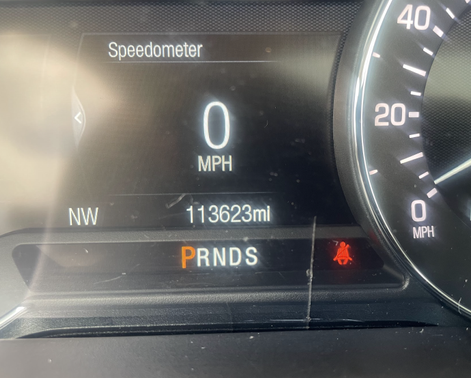 Speedometer
0
MPH
NW 113623mi
PRNDS
40
20
0
MPH